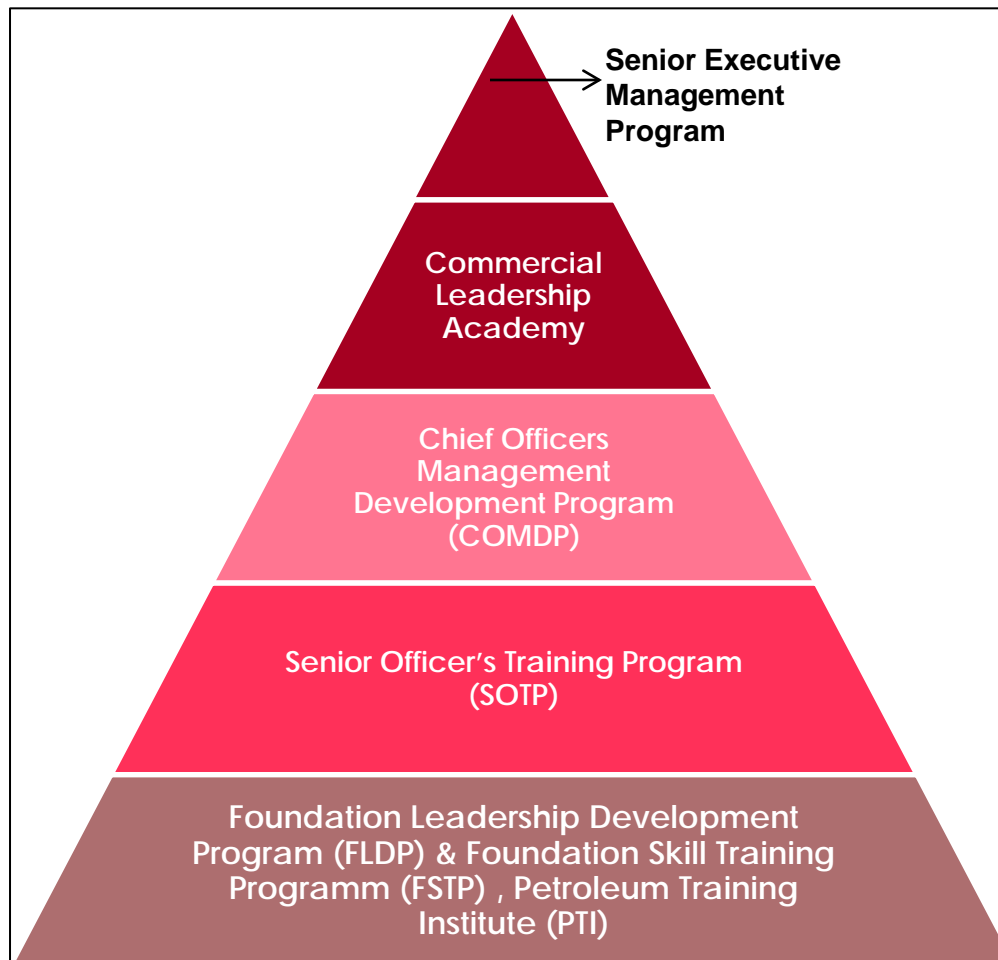 Senior Executive
Management
Program
Commercial
Leadership
Academy
Chief Officers
Management
Development Program
(COMDP)
Senior Officer’s Training Program
(SOTP)
Foundation Leadership Development
Program (FLDP) & Foundation Skill Training
Programm (FSTP) , Petroleum Training
Institute (PTI)